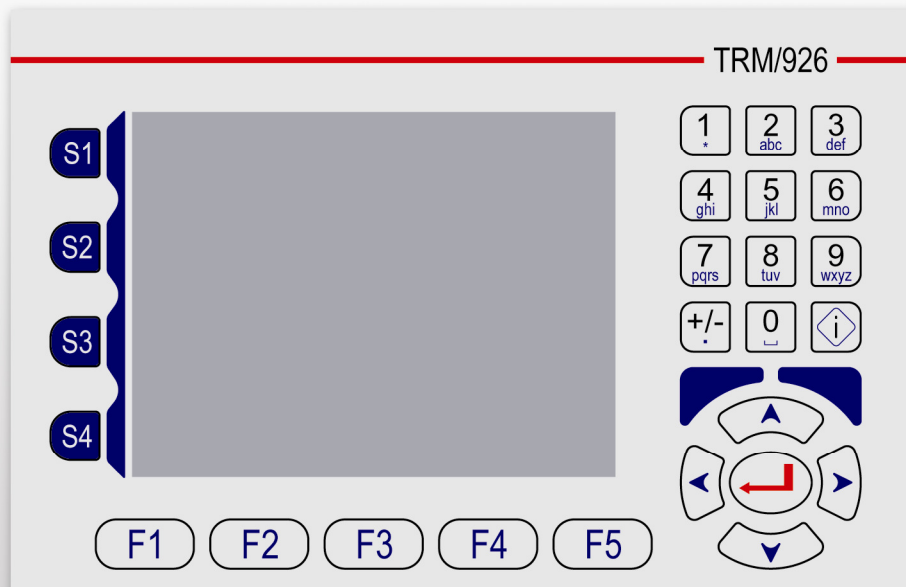 TRM/926
S1
S2
S3
S4
1 2 3
* abc def
4 5 6
ghi jkl mno
7 8 9
pqrs tuv wxyz
+/- 0 i
.
F1 F2 F3 F4 F5